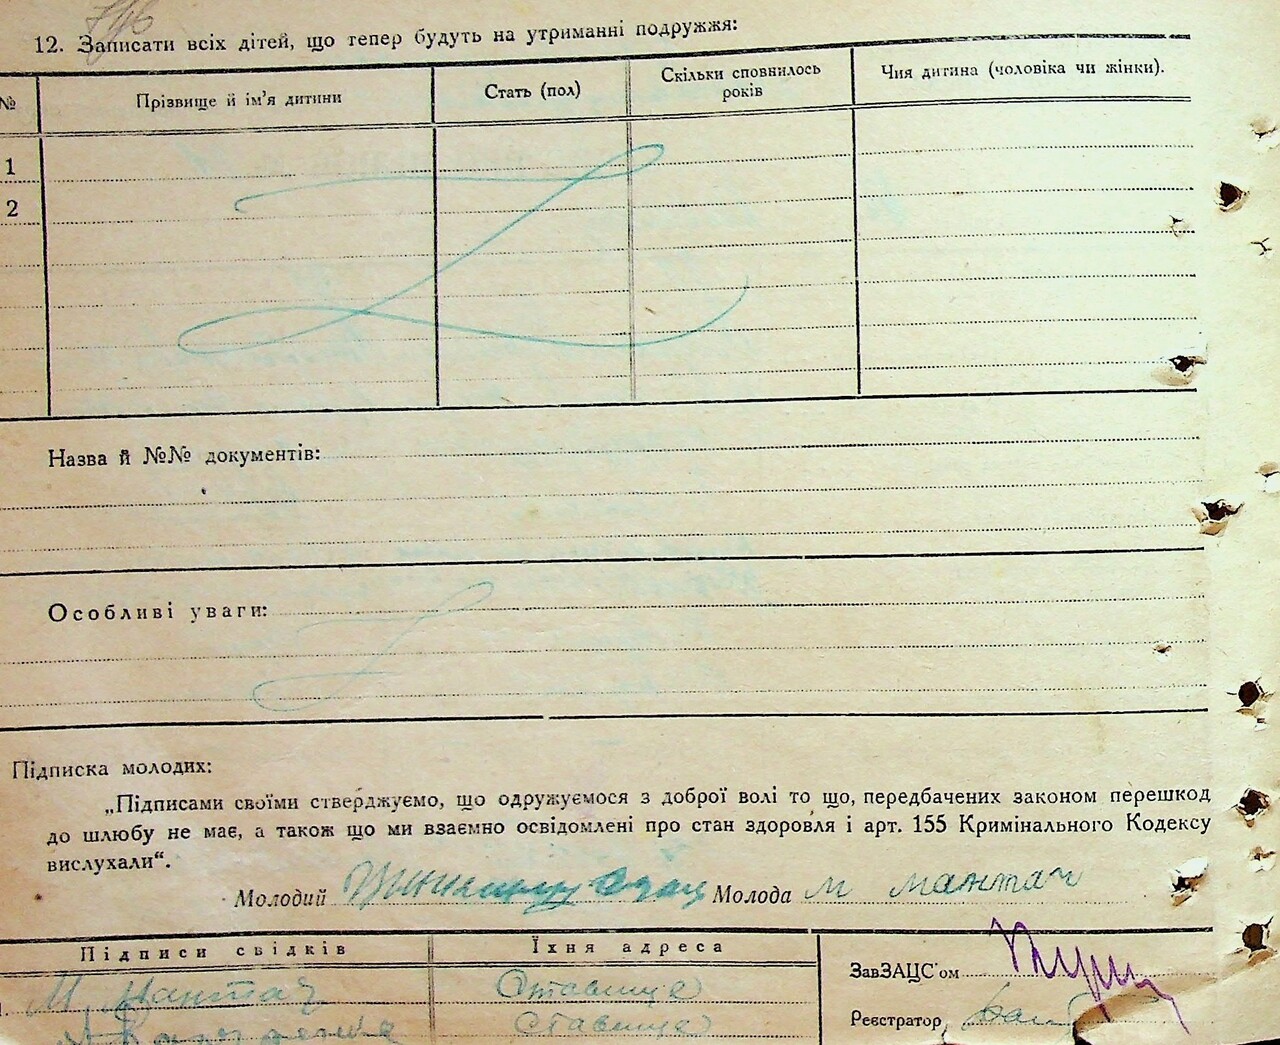 12. Записати всіх дітей, що тепер будуть на утриманні подружжя:
№
Прізвище й ім'я дитини
Стать (пол)
Скільки сповнилось
років
Чия дитина (чоловіка чи жінки).
1
2
Назва й №№ документів:
Особливі уваги:
Підписка молодих:
„Підписами своїми стверджуємо, що одружуємося з доброї волі то що, передбачених законом перешкод
до шлюбу не має, а також що ми взаємно освідомлені про стан здоровля і арт. 155 Кримінального Кодексу
вислухали“.
Молодий Молода М Мантач
Підписи свідків
Їхня адреса
М. Мантач
Ставище
Ставище
ЗавЗАЦС'ом
Реєстратор